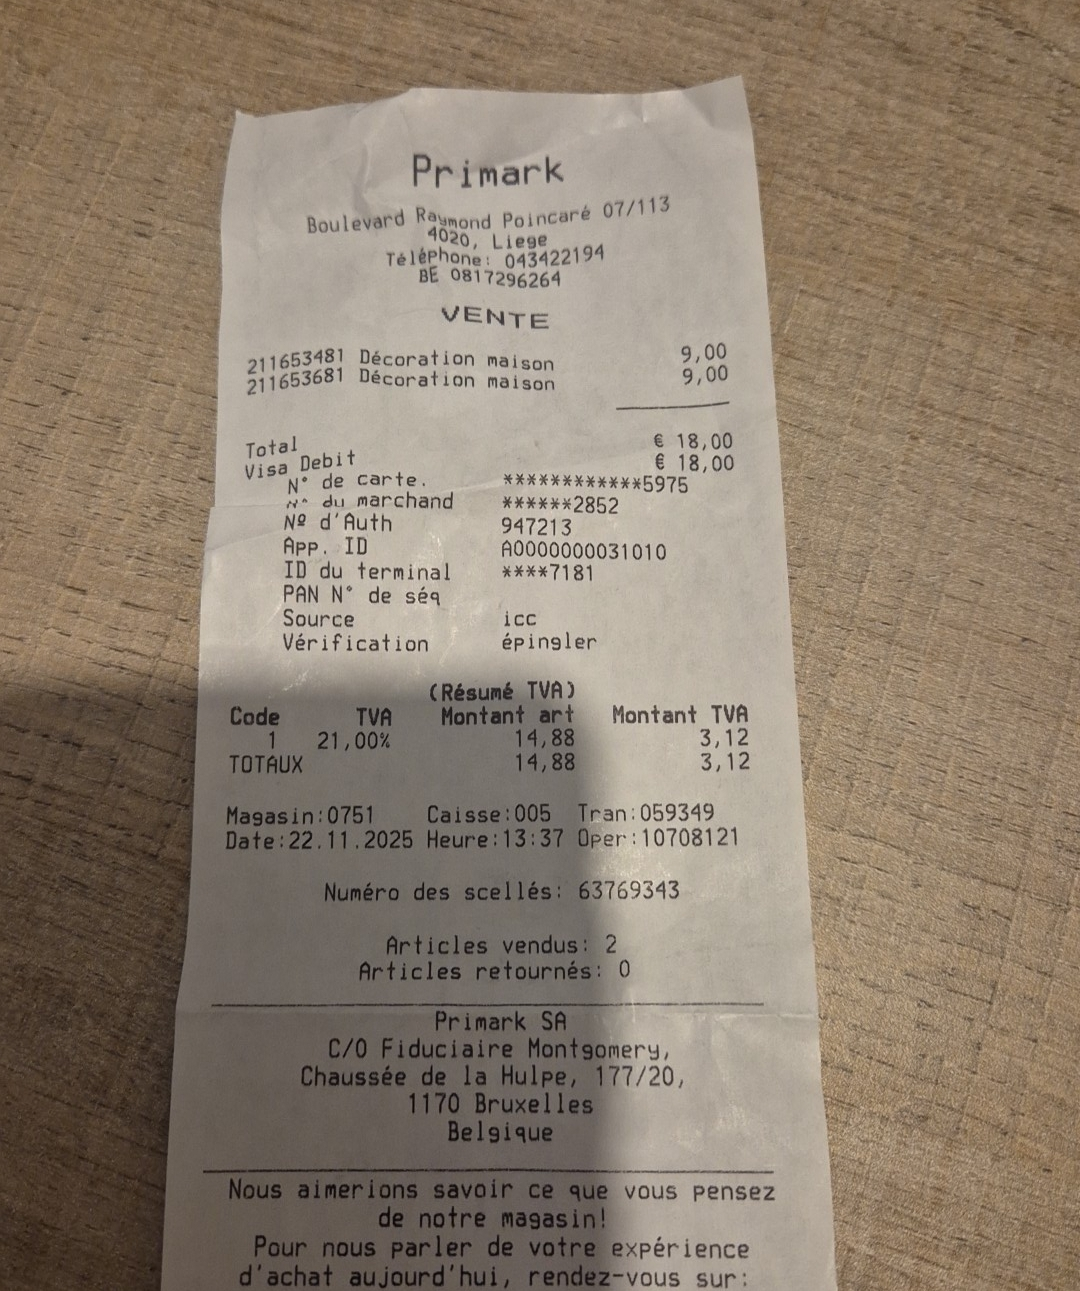 Primark
Boulevard Raymond Poincaré 07/113
4020, Liege
Téléphone: 043422194
BE 0817296264
VENTE
211653481 Décoration maison 9,00
211653681 Décoration maison 9,00
Total € 18,00
Visa Debit € 18,00
N° de carte. ************5975
N° du marchand ******2852
Nº d'Auth 947213
App. ID A0000000031010
ID du terminal ****7181
PAN N° de séq
Source icc
Vérification épingler
(Résumé TVA)
Code TVA Montant art Montant TVA
1 21,00% 14,88 3,12
TOTAUX 14,88 3,12
Magasin:0751 Caisse:005 Tran:059349
Date:22.11.2025 Heure:13:37 Oper:10708121
Numéro des scellés: 63769343
Articles vendus: 2
Articles retournés: 0
Primark SA
C/O Fiduciaire Montgomery,
Chaussée de la Hulpe, 177/20,
1170 Bruxelles
Belgique
Nous aimerions savoir ce que vous pensez
de notre magasin!
Pour nous parler de votre expérience
d'achat aujourd'hui, rendez-vous sur: